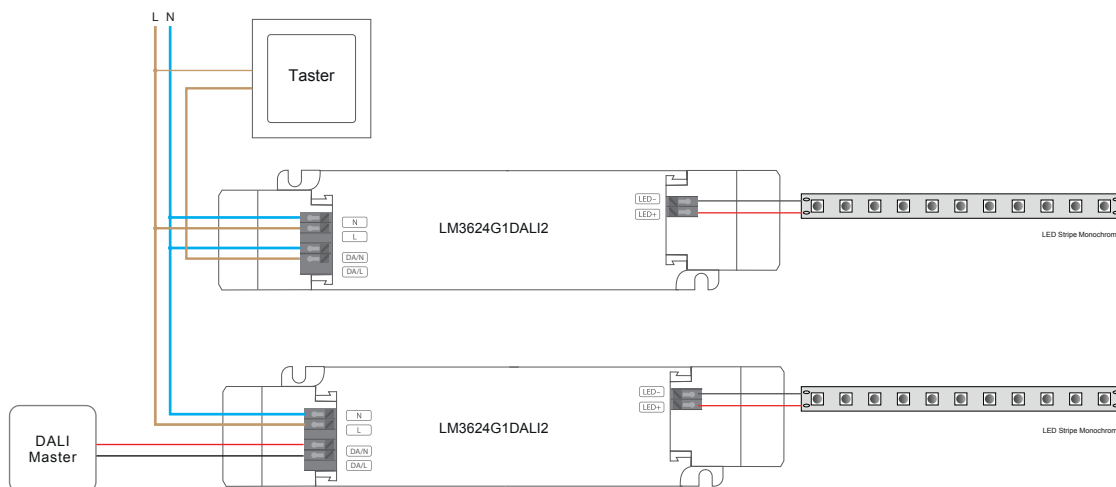 L N
Taster
LM3624G1DALI2
N
L
DA/N
DA/L
LED-
LED+
LED Stripe Monochrom
DALI
Master
LM3624G1DALI2
N
L
DA/N
DA/L
LED-
LED+
LED Stripe Monochrom